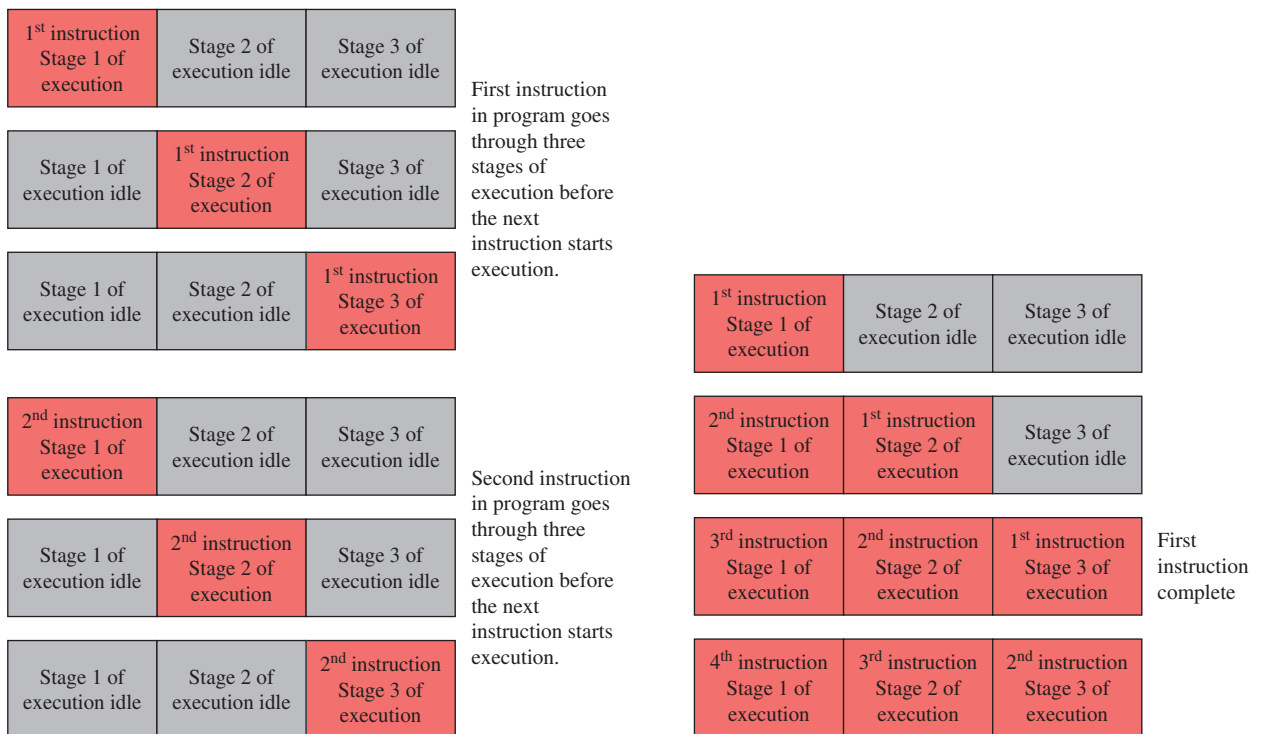 1st instruction
Stage 1 of
execution
Stage 2 of
execution idle
Stage 3 of
execution idle
Stage 1 of
execution idle
1st instruction
Stage 2 of
execution
Stage 3 of
execution idle
Stage 1 of
execution idle
Stage 2 of
execution idle
1st instruction
Stage 3 of
execution
First instruction
in program goes
through three
stages of
execution before
the next
instruction starts
execution.
2nd instruction
Stage 1 of
execution
Stage 2 of
execution idle
Stage 3 of
execution idle
Stage 1 of
execution idle
2nd instruction
Stage 2 of
execution
Stage 3 of
execution idle
Stage 1 of
execution idle
Stage 2 of
execution idle
2nd instruction
Stage 3 of
execution
Second instruction
in program goes
through three
stages of
execution before
the next
instruction starts
execution.
1st instruction
Stage 1 of
execution
Stage 2 of
execution idle
Stage 3 of
execution idle
2nd instruction
Stage 1 of
execution
1st instruction
Stage 2 of
execution
Stage 3 of
execution idle
3rd instruction
Stage 1 of
execution
2nd instruction
Stage 2 of
execution
1st instruction
Stage 3 of
execution
First
instruction
complete
4th instruction
Stage 1 of
execution
3rd instruction
Stage 2 of
execution
2nd instruction
Stage 3 of
execution